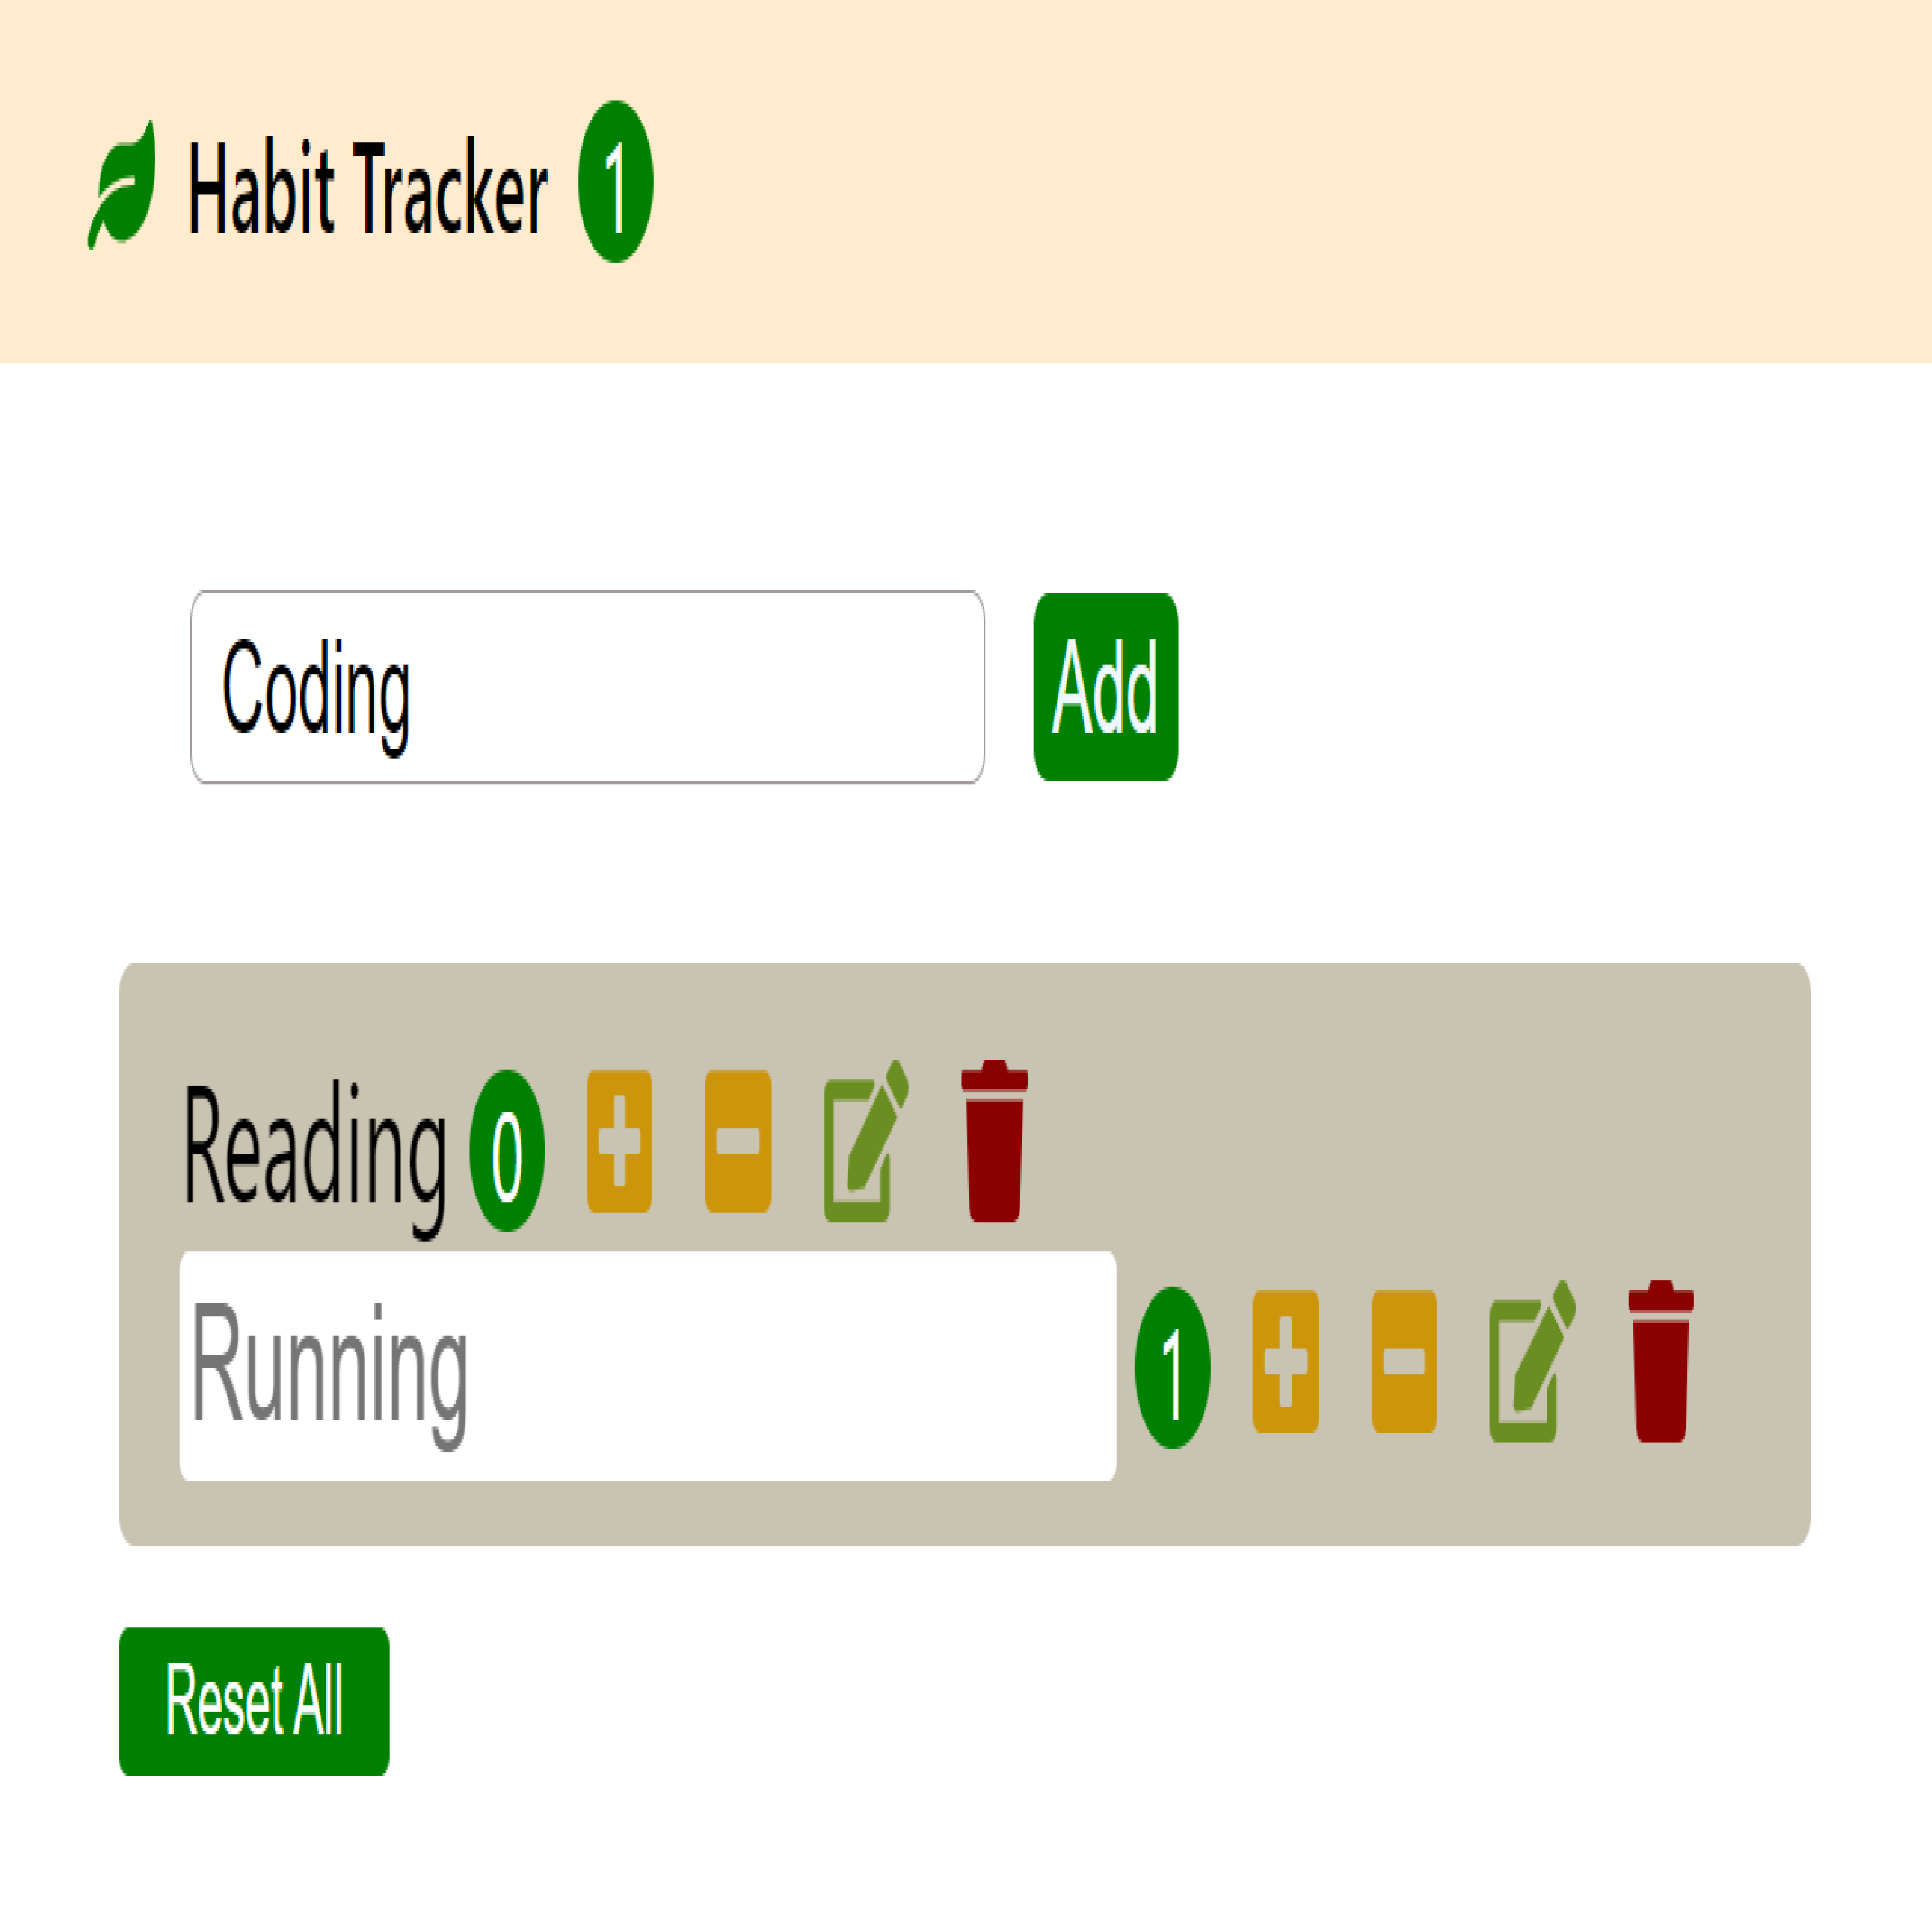 Habit Tracker 1
Coding Add
Reading 0
Running 1
Reset All